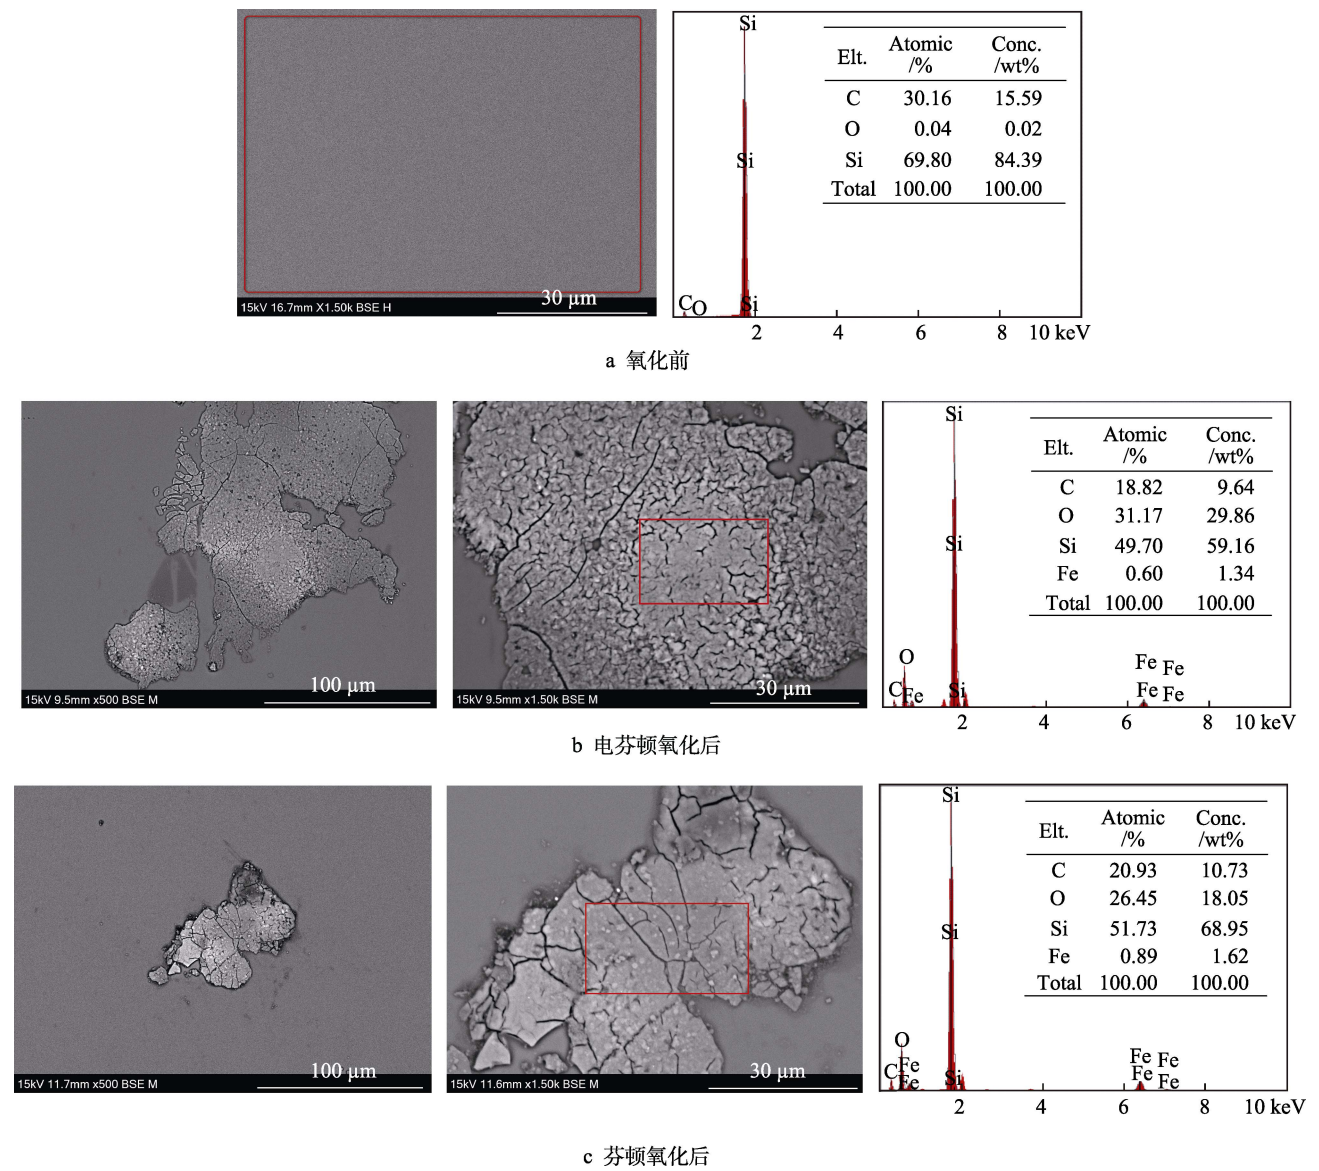 30 μm
15kV 16.7mm X1.50k BSE H
Si
Si
C O Si
2 4 6 8 10 keV
Elt. Atomic /% Conc. /wt%
C 30.16 15.59
O 0.04 0.02
Si 69.80 84.39
Total 100.00 100.00
a 氧化前
100 μm
15kV 9.5mm x500 BSE M
30 μm
15kV 9.5mm x1.50k BSE M
Si
Si
O
C Fe Si
Fe Fe
Fe Fe
2 4 6 8 10 keV
Elt. Atomic /% Conc. /wt%
C 18.82 9.64
O 31.17 29.86
Si 49.70 59.16
Fe 0.60 1.34
Total 100.00 100.00
b 电芬顿氧化后
100 μm
15kV 11.7mm x500 BSE M
30 μm
15kV 11.6mm x1.50k BSE M
Si
Si
O
Fe
C Fe Si
Fe Fe
Fe Fe
2 4 6 8 10 keV
Elt. Atomic /% Conc. /wt%
C 20.93 10.73
O 26.45 18.05
Si 51.73 68.95
Fe 0.89 1.62
Total 100.00 100.00
c 芬顿氧化后